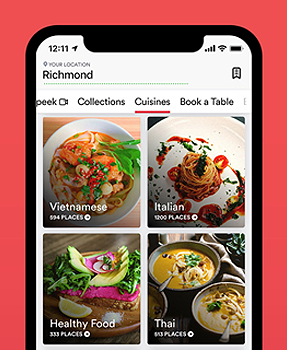 12:11
YOUR LOCATION
Richmond
peek Collections Cuisines Book a Table
Vietnamese
594 PLACES
Italian
1200 PLACES
Healthy Food
333 PLACES
Thai
513 PLACES